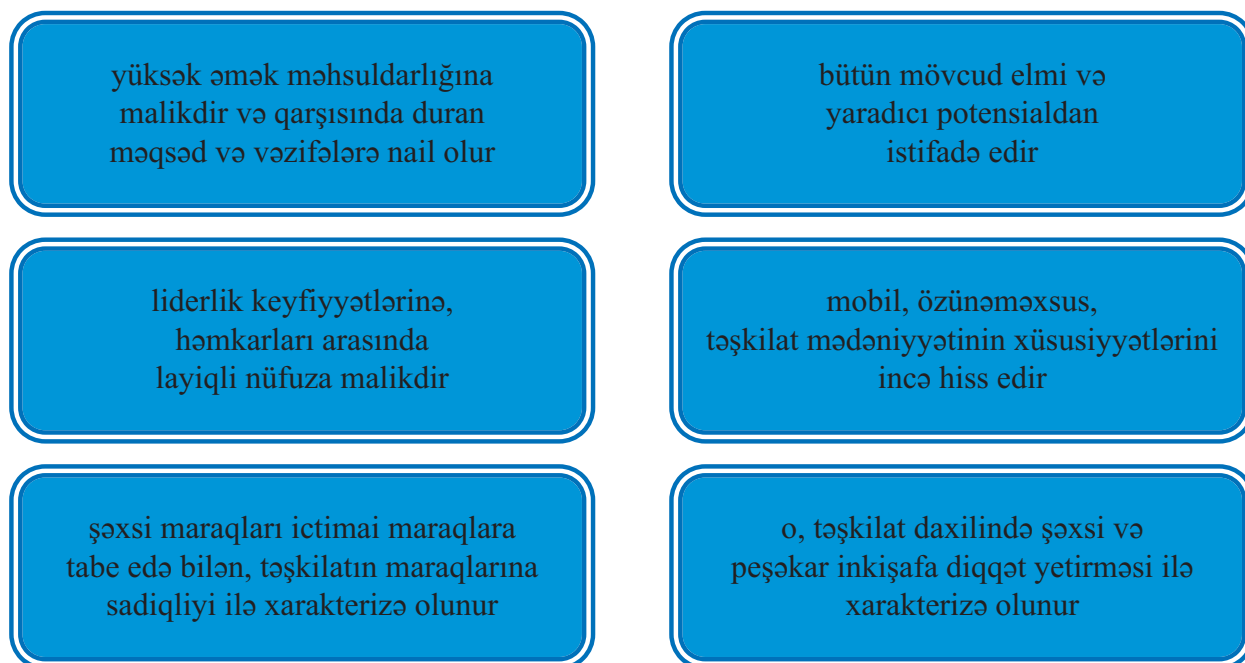 yüksək əmək məhsuldarlığına
malikdir və qarşısında duran
məqsəd və vəzifələrə nail olur
bütün mövcud elmi və
yaradıcı potensialdan
istifadə edir
liderlik keyfiyyətlərinə,
həmkarları arasında
layiqli nüfuza malikdir
mobil, özünəməxsus,
təşkilat mədəniyyətinin xüsusiyyətlərini
incə hiss edir
şəxsi maraqları ictimai maraqlara
tabe edə bilən, təşkilatın maraqlarına
sadiqliyi ilə xarakterizə olunur
o, təşkilat daxilində şəxsi və
peşəkar inkişafa diqqət yetirməsi ilə
xarakterizə olunur